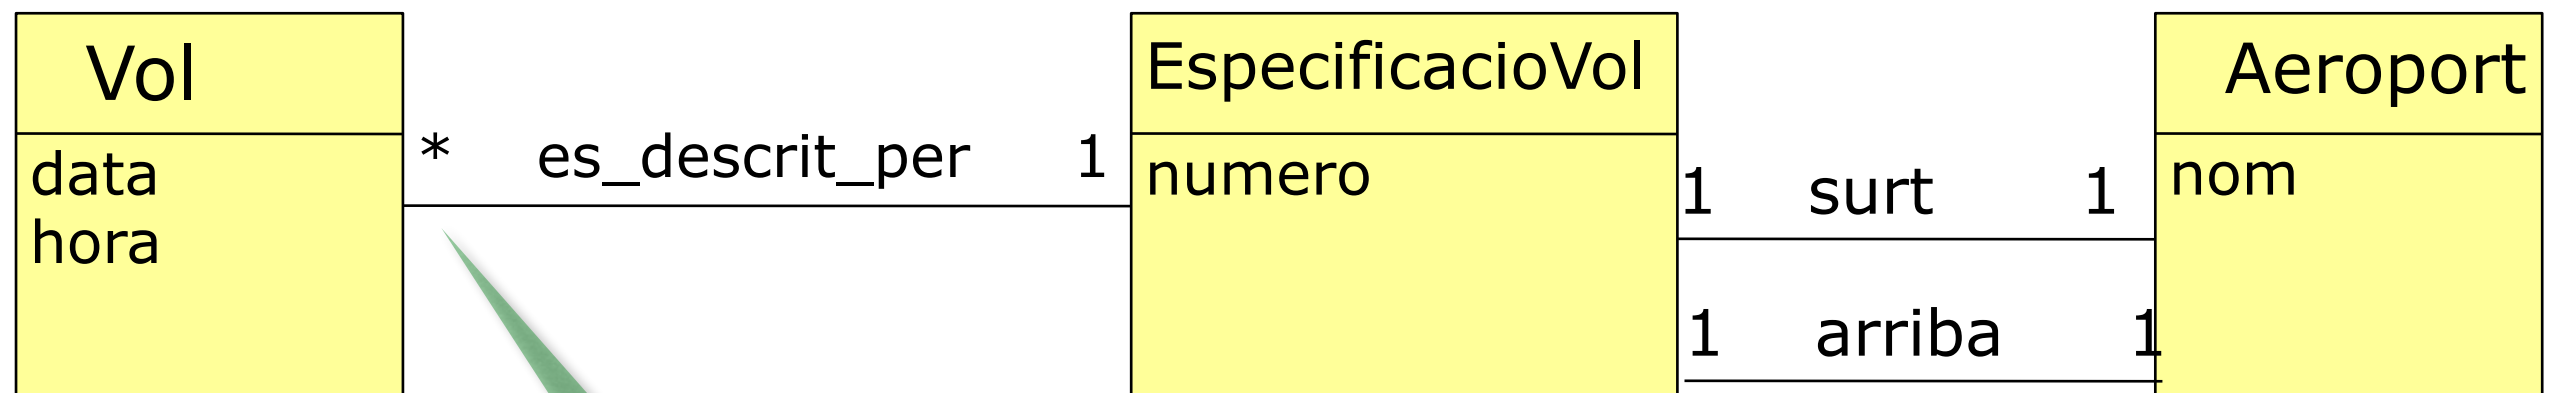 Vol
data
hora
* es_descrit_per 1
EspecificacioVol
numero
1 surt 1
1 arriba 1
Aeroport
nom